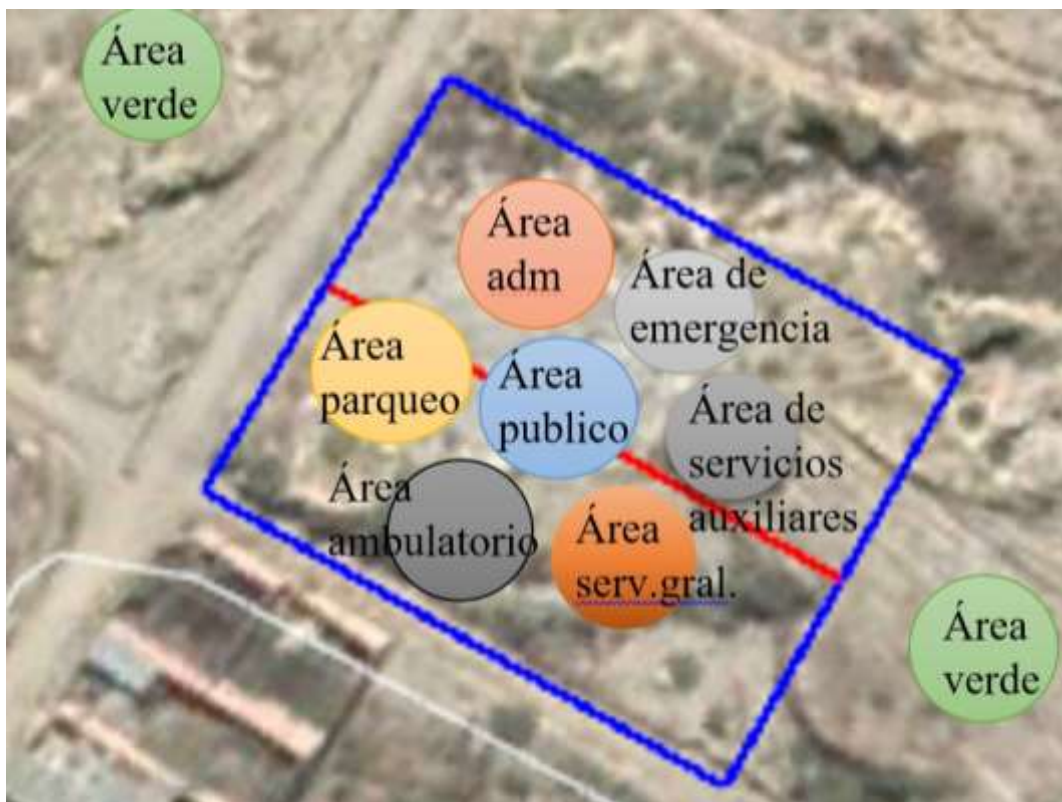 Área
verde
Área
adm
Área de
emergencia
Área
parqueo
Área
publico
Área de
servicios
auxiliares
Área
ambulatorio
Área
serv.gral.
Área
verde